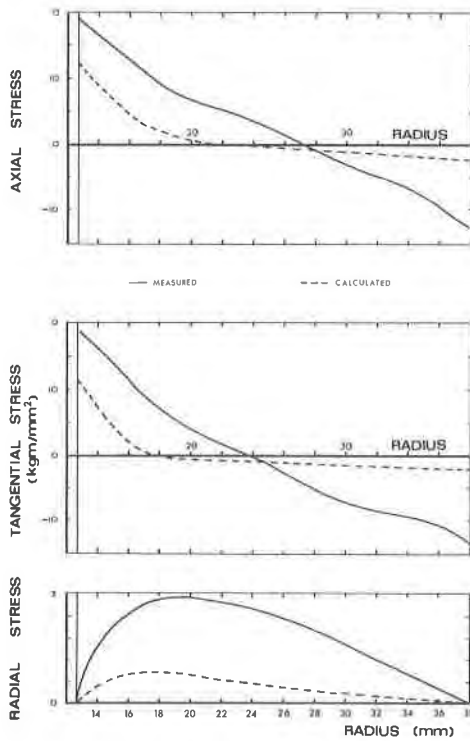 AXIAL STRESS
10
0
-10
20
30
RADIUS
MEASURED
CALCULATED
TANGENTIAL STRESS
(kgm/mm²)
10
0
-10
20
30
RADIUS
RADIAL STRESS
0
14 16 18 20 22 24 26 28 30 32 34 36 38
RADIUS (mm)